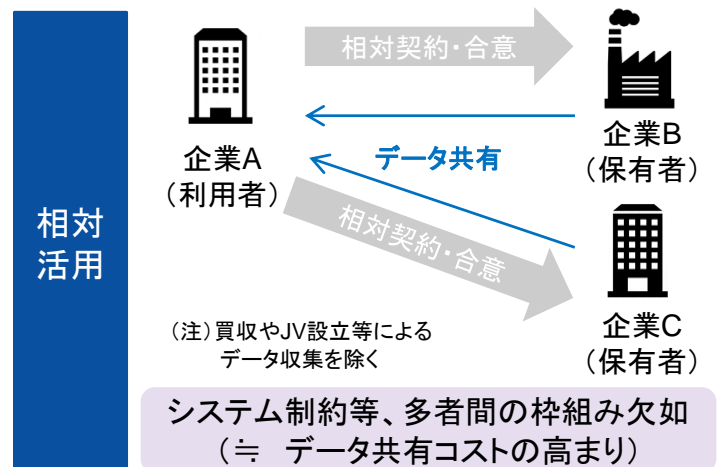 相対
活用
相対契約・合意
企業A
（利用者）
データ共有
企業B
（保有者）
相対契約・合意
企業C
（保有者）
（注）買収やJV設立等による
データ収集を除く
システム制約等、多者間の枠組み欠如
（≒　データ共有コストの高まり）